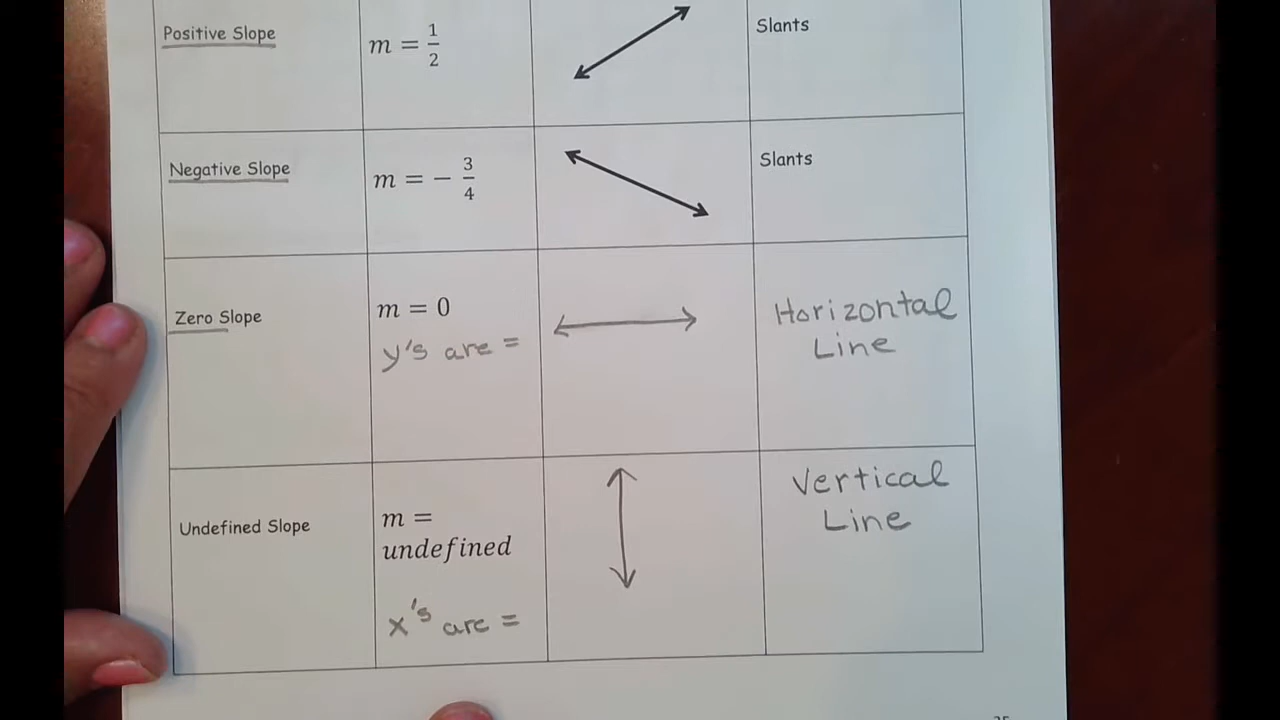 Positive Slope
m = 1/2
Slants
Negative Slope
m = − 3/4
Slants
Zero Slope
m = 0
y's are =
Horizontal
Line
Undefined Slope
m =
undefined
x's are =
Vertical
Line